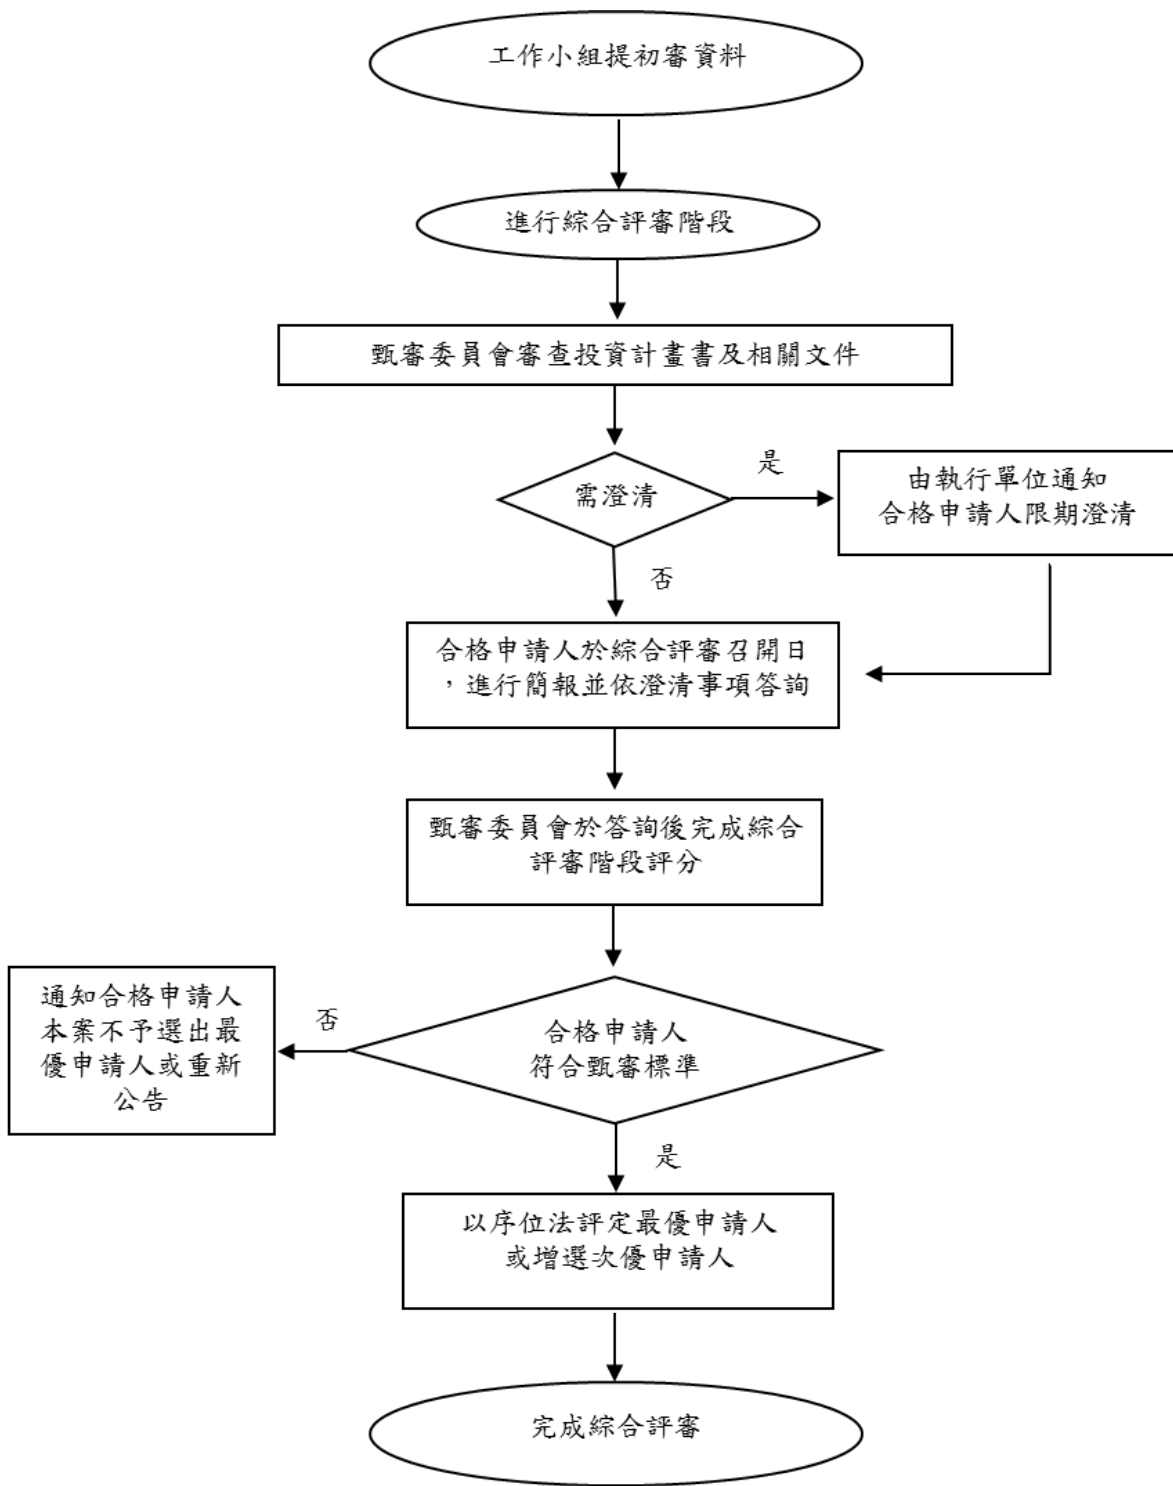 工作小組提初審資料
進行綜合評審階段
甄審委員會審查投資計畫書及相關文件
需澄清
是
由執行單位通知
合格申請人限期澄清
否
合格申請人於綜合評審召開日
，進行簡報並依澄清事項答詢
甄審委員會於答詢後完成綜合
評審階段評分
合格申請人
符合甄審標準
否
通知合格申請人
本案不予選出最
優申請人或重新
公告
是
以序位法評定最優申請人
或增選次優申請人
完成綜合評審